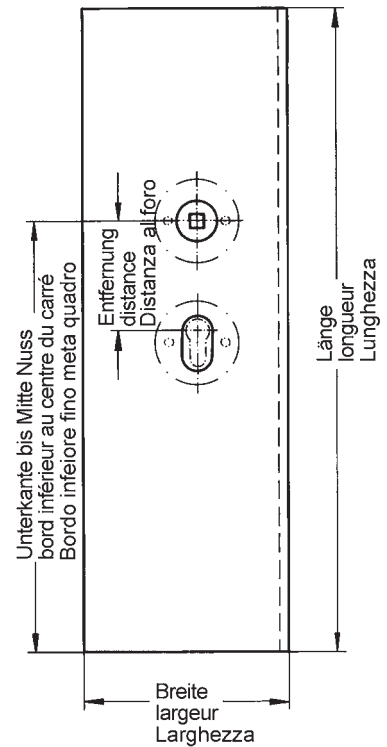 Entfernung
distance
Distanza al foro
Unterkante bis Mitte Nuss
bord inférieur au centre du carré
Bordo infeiore fino meta quadro
Länge
longueur
Lunghezza
Breite
largeur
Larghezza